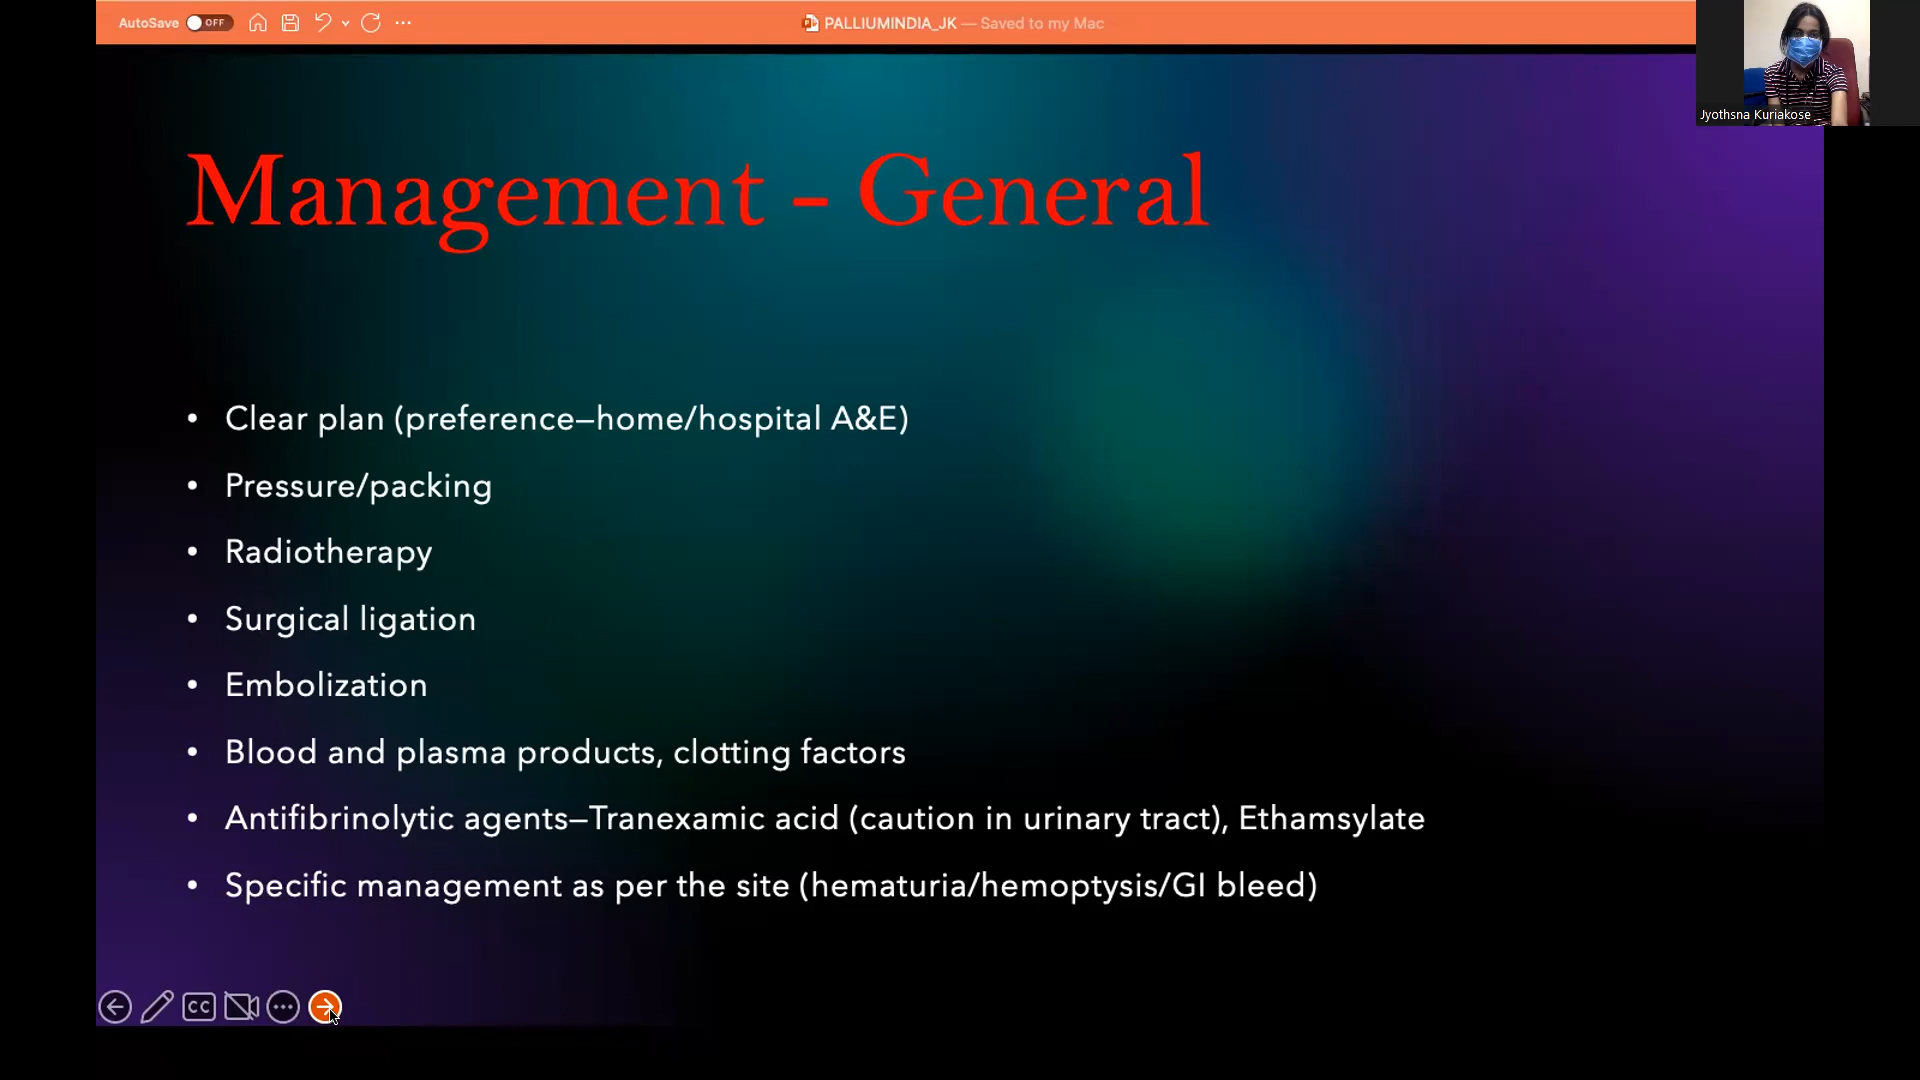 AutoSave OFF PALLIUMINDIA_JK — Saved to my Mac
Jyothsna Kuriakose
Management - General
• Clear plan (preference–home/hospital A&E)
• Pressure/packing
• Radiotherapy
• Surgical ligation
• Embolization
• Blood and plasma products, clotting factors
• Antifibrinolytic agents–Tranexamic acid (caution in urinary tract), Ethamsylate
• Specific management as per the site (hematuria/hemoptysis/GI bleed)
CC